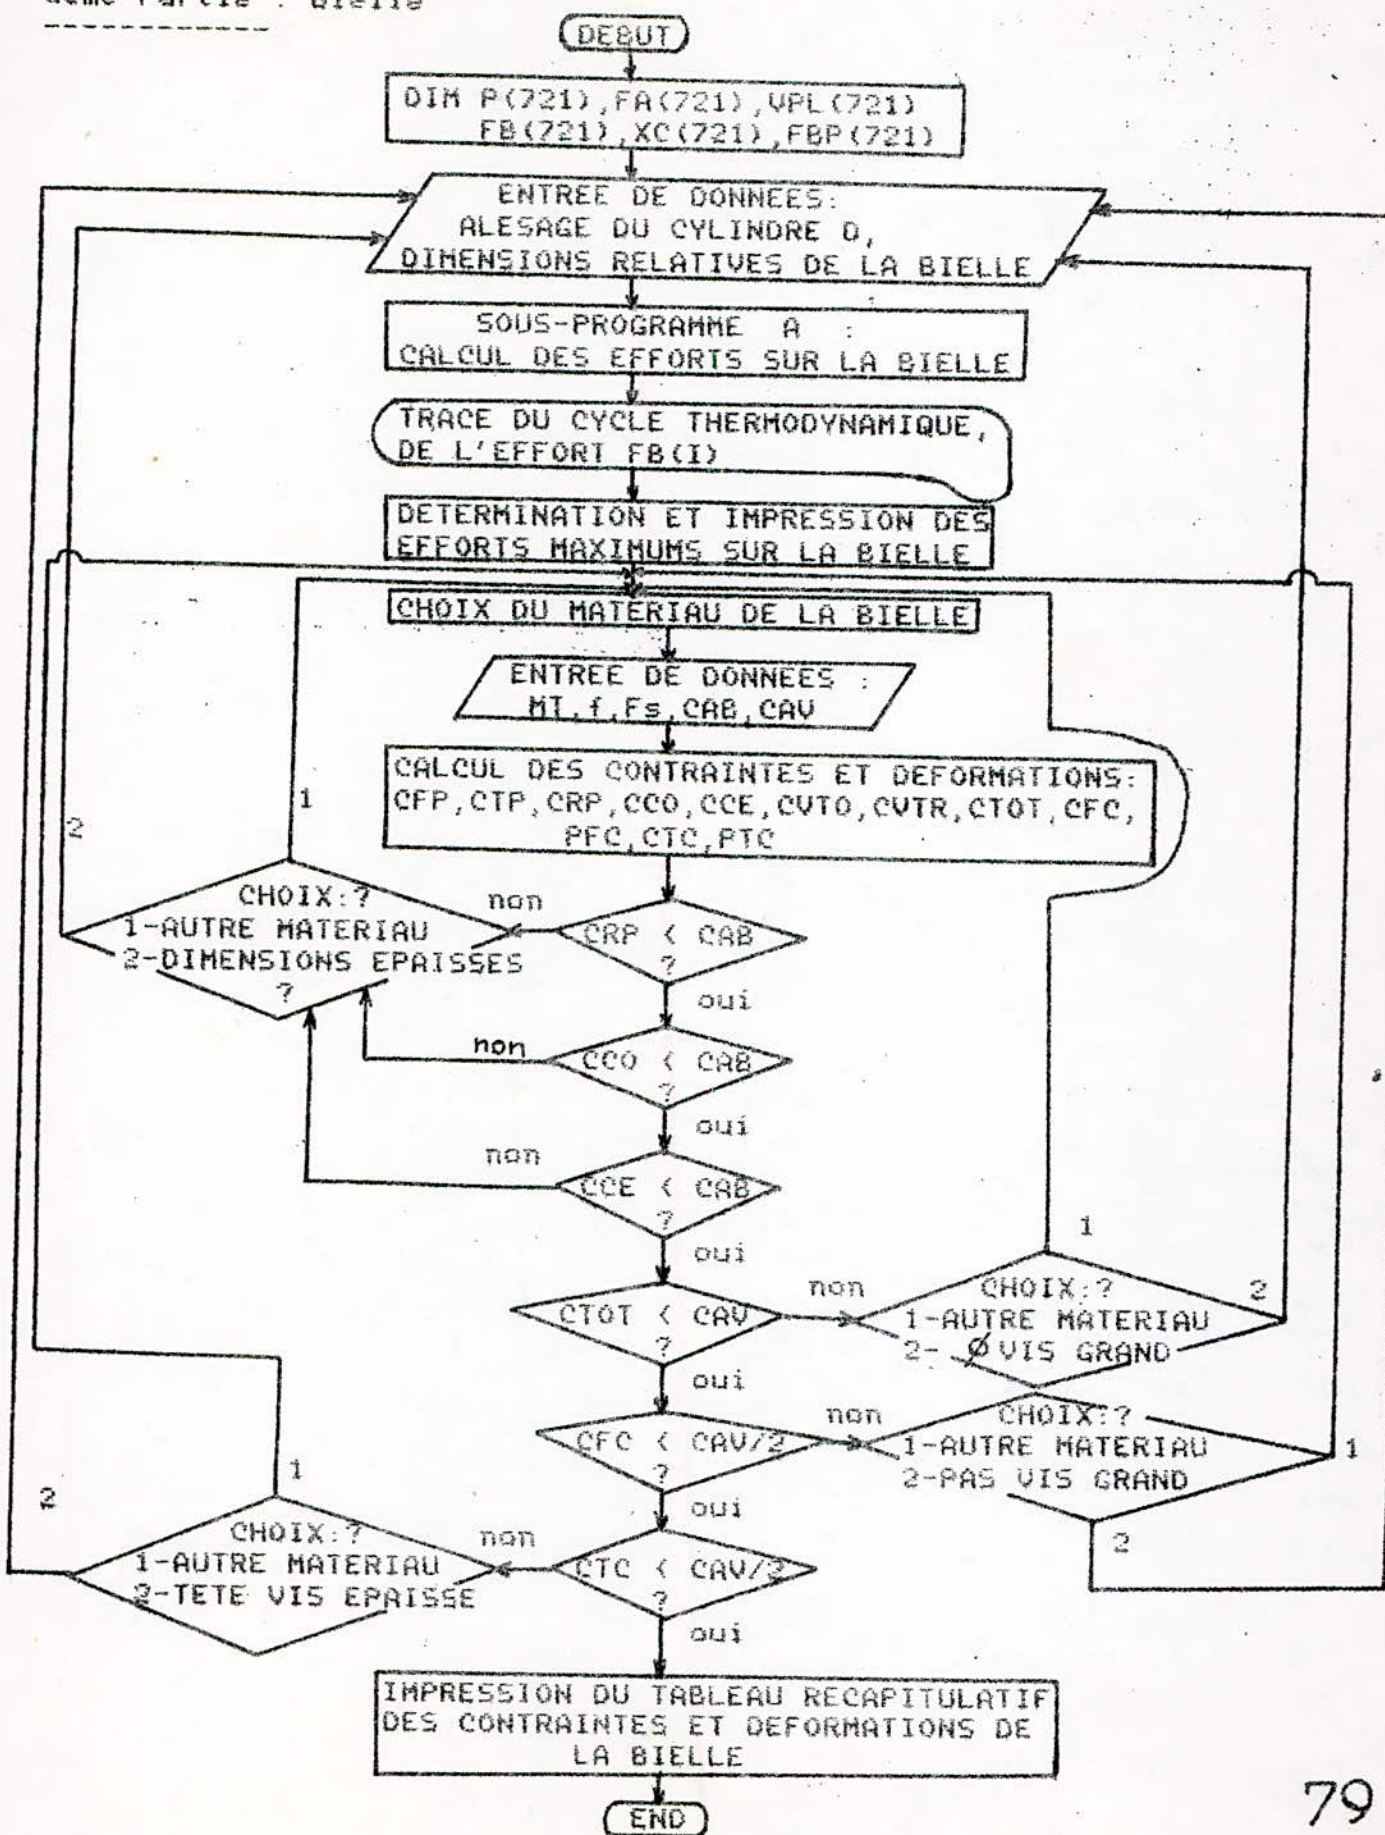 Partie : Bielle
DEBUT
DIM P(721),FA(721),VPL(721)
FB(721),XC(721),FBP(721)
ENTREE DE DONNEES:
ALESAGE DU CYLINDRE D,
DIMENSIONS RELATIVES DE LA BIELLE
SOUS-PROGRAMME A :
CALCUL DES EFFORTS SUR LA BIELLE
TRACE DU CYCLE THERMODYNAMIQUE,
DE L'EFFORT FB(I)
DETERMINATION ET IMPRESSION DES
EFFORTS MAXIMUMS SUR LA BIELLE
CHOIX DU MATERIAU DE LA BIELLE
ENTREE DE DONNEES :
MT,f,Fs,CAB,CAV
CALCUL DES CONTRAINTES ET DEFORMATIONS:
CFP,CTP,CRP,CCO,CCE,CVTO,CVTR,CTOT,CFC,
PFC,CTC,PTC
1
2
CHOIX:?
1-AUTRE MATERIAU
2-DIMENSIONS EPAISSES
?
non
CRP < CAB
?
oui
non
CCO < CAB
?
oui
non
CCE < CAB
?
oui
1
CTOT < CAV
?
non
CHOIX:?
1-AUTRE MATERIAU
2- Ø VIS GRAND
2
oui
CFC < CAV/2
?
non
CHOIX:?
1-AUTRE MATERIAU
2-PAS VIS GRAND
1
2
oui
1
2
CHOIX:?
1-AUTRE MATERIAU
2-TETE VIS EPAISSE
non
CTC < CAV/2
?
oui
IMPRESSION DU TABLEAU RECAPITULATIF
DES CONTRAINTES ET DEFORMATIONS DE
LA BIELLE
END
79